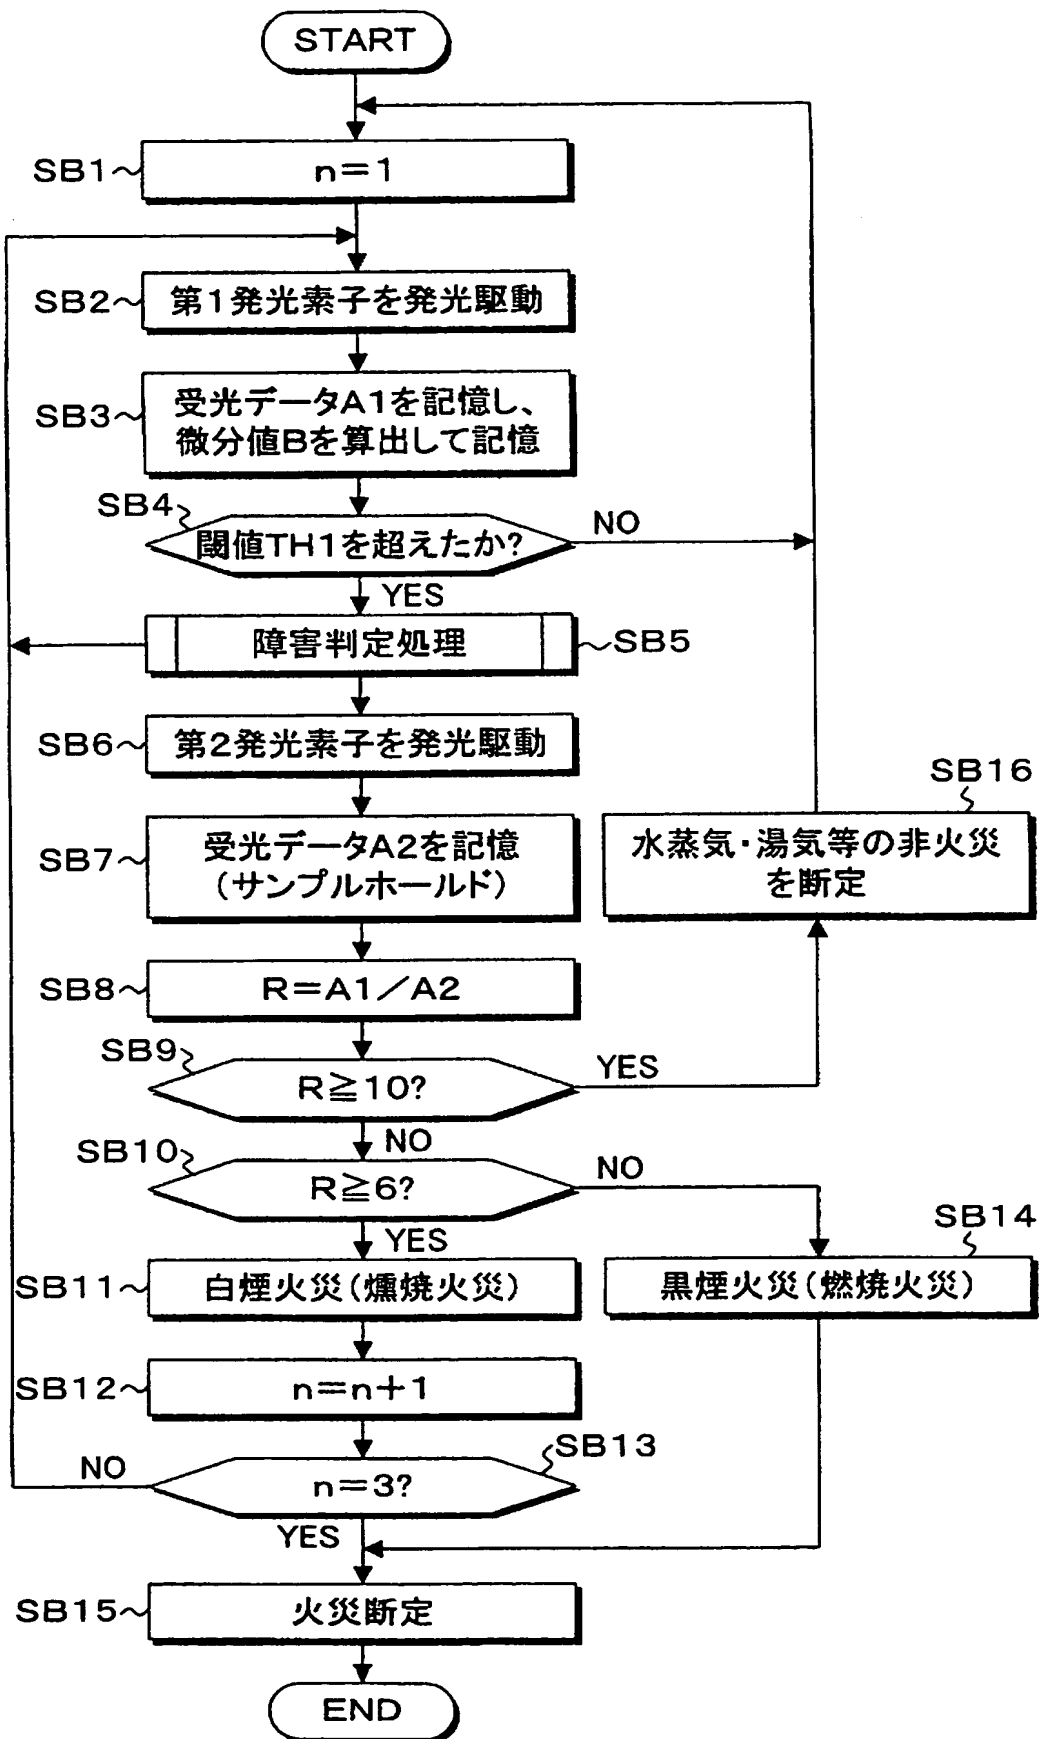 START
SB1
n=1
SB2
第1発光素子を発光駆動
SB3
受光データA1を記憶し、
微分値Bを算出して記憶
SB4
閾値TH1を超えたか?
NO
YES
障害判定処理
SB5
SB6
第2発光素子を発光駆動
SB16
水蒸気・湯気等の非火災
を断定
SB7
受光データA2を記憶
(サンプルホールド)
SB8
R=A1/A2
SB9
R≧10?
YES
NO
SB10
R≧6?
NO
YES
SB14
黒煙火災(燃焼火災)
SB11
白煙火災(燻焼火災)
SB12
n=n+1
SB13
n=3?
NO
YES
SB15
火災断定
END